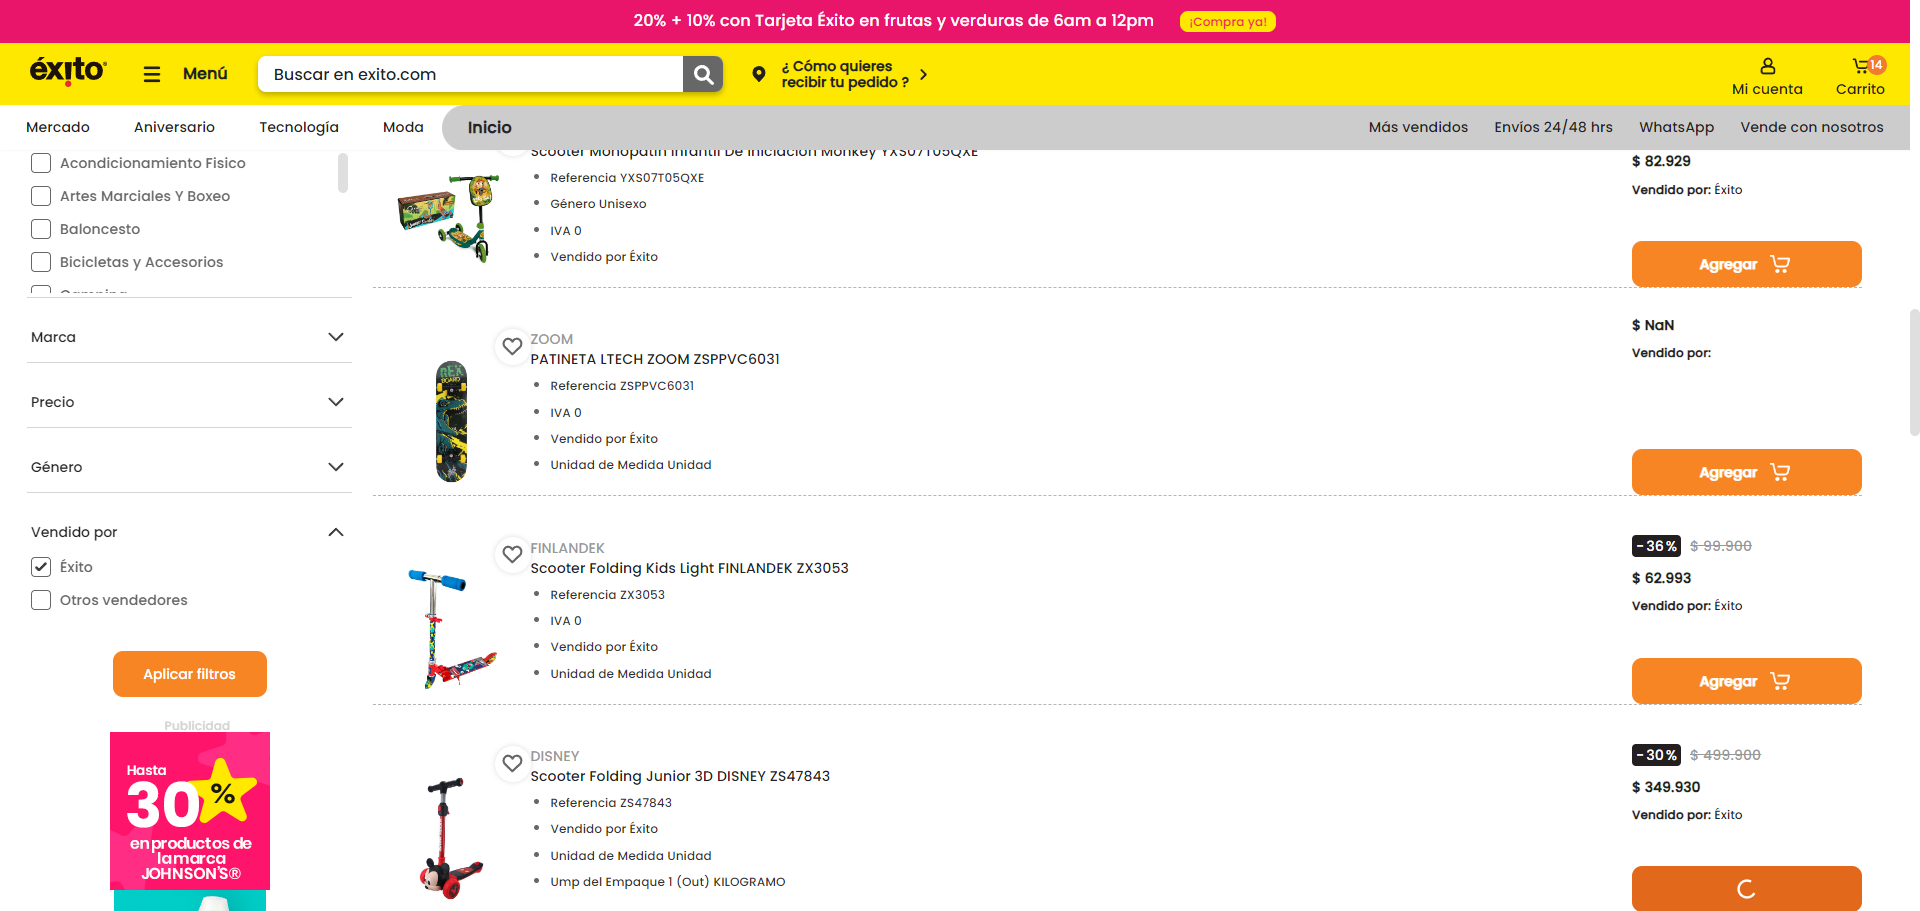 20% + 10% con Tarjeta Éxito en frutas y verduras de 6am a 12pm
¡Compra ya!
éxito
Menú
Buscar en exito.com
¿ Cómo quieres
recibir tu pedido ?
Mi cuenta
14
Carrito
Mercado
Aniversario
Tecnología
Moda
Inicio
Más vendidos
Envíos 24/48 hrs
WhatsApp
Vende con nosotros
Acondicionamiento Fisico
Artes Marciales Y Boxeo
Baloncesto
Bicicletas y Accesorios
Camping
Marca
Precio
Género
Vendido por
Éxito
Otros vendedores
Aplicar filtros
Publicidad
Hasta
30%
en productos de
la marca
JOHNSON'S®
Scooter Monopatin Infantil De Iniciacion Monkey YXS07T05QXE
Referencia YXS07T05QXE
Género Unisexo
IVA 0
Vendido por Éxito
$ 82.929
Vendido por: Éxito
Agregar
ZOOM
PATINETA LTECH ZOOM ZSPPVC6031
Referencia ZSPPVC6031
IVA 0
Vendido por Éxito
Unidad de Medida Unidad
$ NaN
Vendido por:
Agregar
FINLANDEK
Scooter Folding Kids Light FINLANDEK ZX3053
Referencia ZX3053
IVA 0
Vendido por Éxito
Unidad de Medida Unidad
-36% $ 99.900
$ 62.993
Vendido por: Éxito
Agregar
DISNEY
Scooter Folding Junior 3D DISNEY ZS47843
Referencia ZS47843
Vendido por Éxito
Unidad de Medida Unidad
Ump del Empaque 1 (Out) KILOGRAMO
-30% $ 499.900
$ 349.930
Vendido por: Éxito